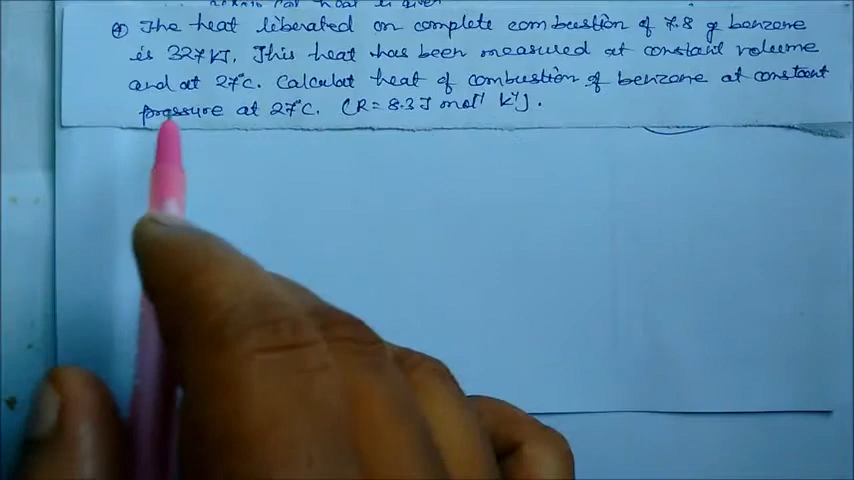 ④ The heat liberated on complete combustion of 7.8 g benzene
is 327 KJ. This heat has been measured at constant volume
and at 27°C. Calculat heat of combustion of benzene at constant
pressure at 27°C. (R = 8.3 J mol⁻¹ K⁻¹).